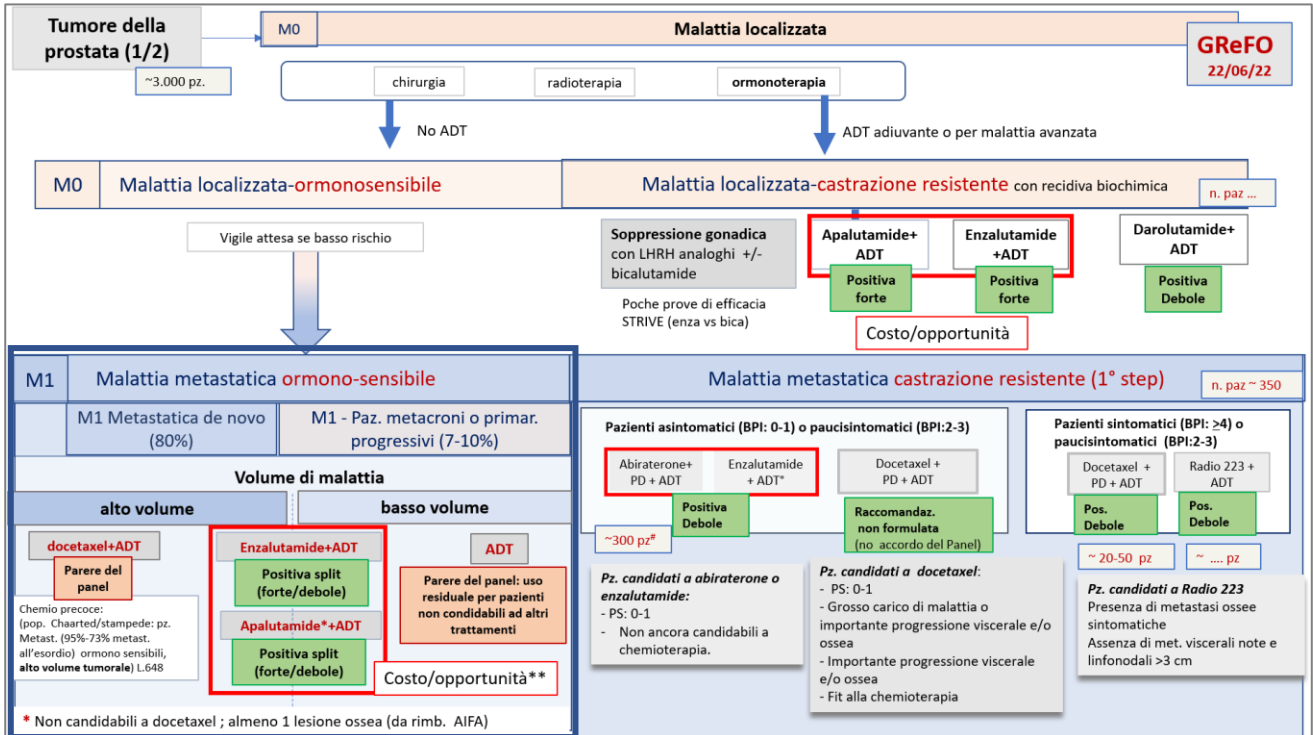 Tumore della
prostata (1/2)
~3.000 pz.
M0
Malattia localizzata
GReFO
22/06/22
chirurgia
radioterapia
ormonoterapia
No ADT
ADT adiuvante o per malattia avanzata
M0
Malattia localizzata-ormonosensibile
Malattia localizzata-castrazione resistente con recidiva biochimica
n. paz ...
Vigile attesa se basso rischio
Soppressione gonadica
con LHRH analoghi +/-
bicalutamide
Poche prove di efficacia
STRIVE (enza vs bica)
Apalutamide+
ADT
Positiva
forte
Enzalutamide
+ADT
Positiva
forte
Darolutamide+
ADT
Positiva
Debole
Costo/opportunità
M1
Malattia metastatica ormono-sensibile
M1 Metastatica de novo
(80%)
M1 - Paz. metacroni o primar.
progressivi (7-10%)
Volume di malattia
alto volume
basso volume
docetaxel+ADT
Parere del
panel
Chemio precoce:
(pop. Chaarted/stampede: pz.
Metast. (95%-73% metast.
all'esordio) ormono sensibili,
alto volume tumorale) L.648
Enzalutamide+ADT
Positiva split
(forte/debole)
Apalutamide*+ADT
Positiva split
(forte/debole)
ADT
Parere del panel: uso
residuale per pazienti
non condidabili ad altri
trattamenti
Costo/opportunità**
* Non candidabili a docetaxel ; almeno 1 lesione ossea (da rimb. AIFA)
Malattia metastatica castrazione resistente (1° step)
n. paz ~ 350
Pazienti asintomatici (BPI: 0-1) o paucisintomatici (BPI:2-3)
Abiraterone+
PD + ADT
Enzalutamide
+ ADT*
Positiva
Debole
~300 pz#
Docetaxel +
PD + ADT
Raccomandaz.
non formulata
(no accordo del Panel)
Pz. candidati a abiraterone o
enzalutamide:
- PS: 0-1
- Non ancora candidabili a
chemioterapia.
Pz. candidati a docetaxel:
- PS: 0-1
- Grosso carico di malattia o
importante progressione viscerale e/o
ossea
- Importante progressione viscerale
e/o ossea
- Fit alla chemioterapia
Pazienti sintomatici (BPI: ≥4) o
paucisintomatici (BPI:2-3)
Docetaxel +
PD + ADT
Pos.
Debole
Radio 223 +
ADT
Pos.
Debole
~ 20-50 pz
~ .... pz
Pz. candidati a Radio 223
Presenza di metastasi ossee
sintomatiche
Assenza di met. viscerali note e
linfonodali >3 cm